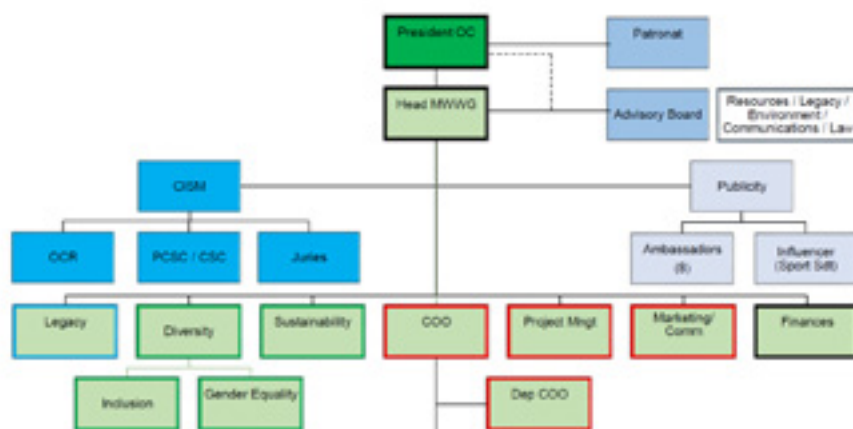 President OC
Patronat
Head MWWG
Advisory Board
Resources / Legacy /
Environment /
Communications / Law
CISM
Publicity
OCR
PCSC / CSC
Juries
Ambassadors
(8)
Influencer
(Sport Sdt)
Legacy
Diversity
Sustainability
COO
Project Mngt
Marketing/
Comm
Finances
Inclusion
Gender Equality
Dep COO